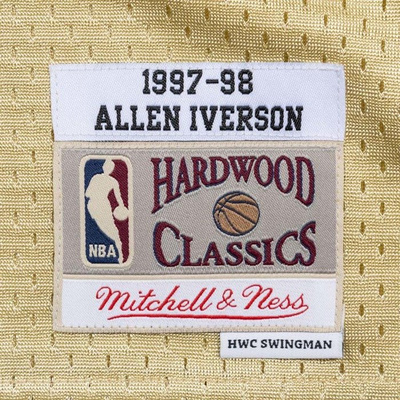 1997-98
ALLEN IVERSON
HARDWOOD
CLASSICS
NBA
Mitchell & Ness
HWC SWINGMAN